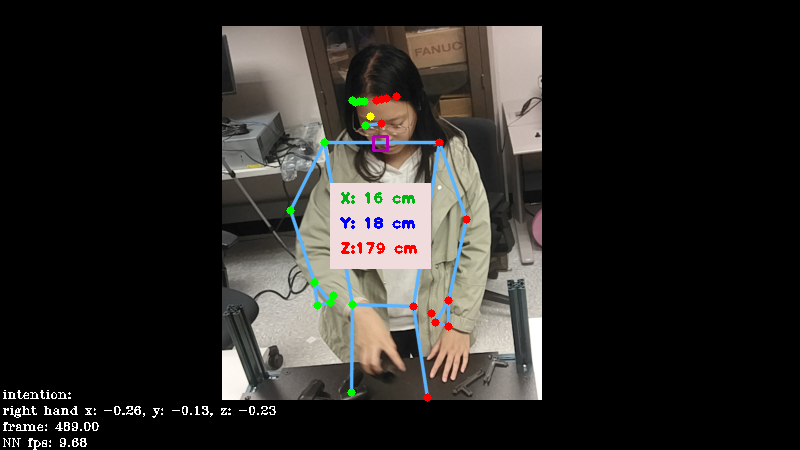 FANUC
X: 16 cm
Y: 18 cm
Z:179 cm
intention:
right hand x: -0.26, y: -0.13, z: -0.23
frame: 489.00
NN fps: 9.68